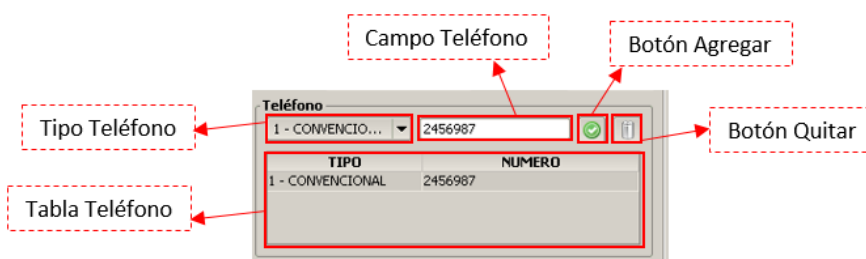 Campo Teléfono
Botón Agregar
Teléfono
Tipo Teléfono
1 - CONVENCIO...
2456987
Botón Quitar
TIPO
NUMERO
1 - CONVENCIONAL
2456987
Tabla Teléfono